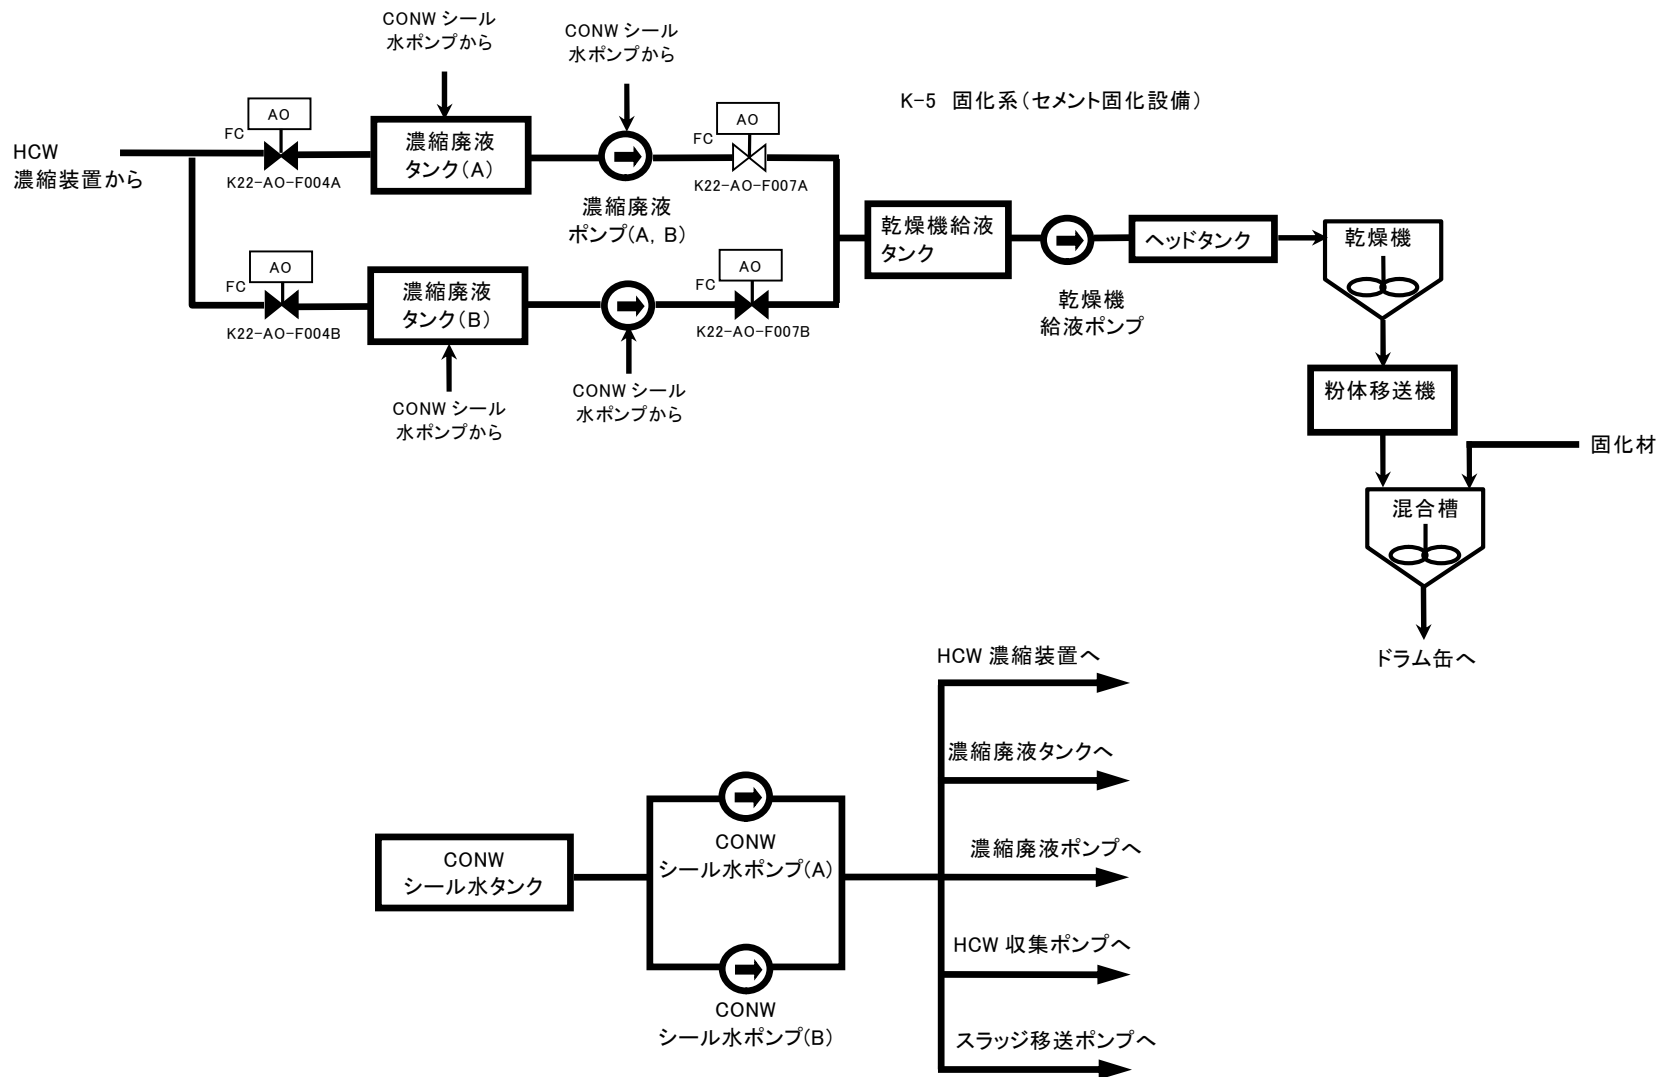 CONW シール
水ポンプから
CONW シール
水ポンプから
K-5 固化系（セメント固化設備）
AO
FC
K22-AO-F004A
濃縮廃液
タンク（A）
AO
FC
K22-AO-F007A
HCW
濃縮装置から
濃縮廃液
ポンプ(A, B)
AO
FC
K22-AO-F004B
濃縮廃液
タンク（B）
AO
FC
K22-AO-F007B
CONW シール
水ポンプから
CONW シール
水ポンプから
乾燥機給液
タンク
乾燥機
給液ポンプ
ヘッドタンク
乾燥機
粉体移送機
固化材
混合槽
ドラム缶へ
CONW
シール水タンク
CONW
シール水ポンプ(A)
CONW
シール水ポンプ(B)
HCW 濃縮装置へ
濃縮廃液タンクへ
濃縮廃液ポンプへ
HCW 収集ポンプへ
スラッジ移送ポンプへ